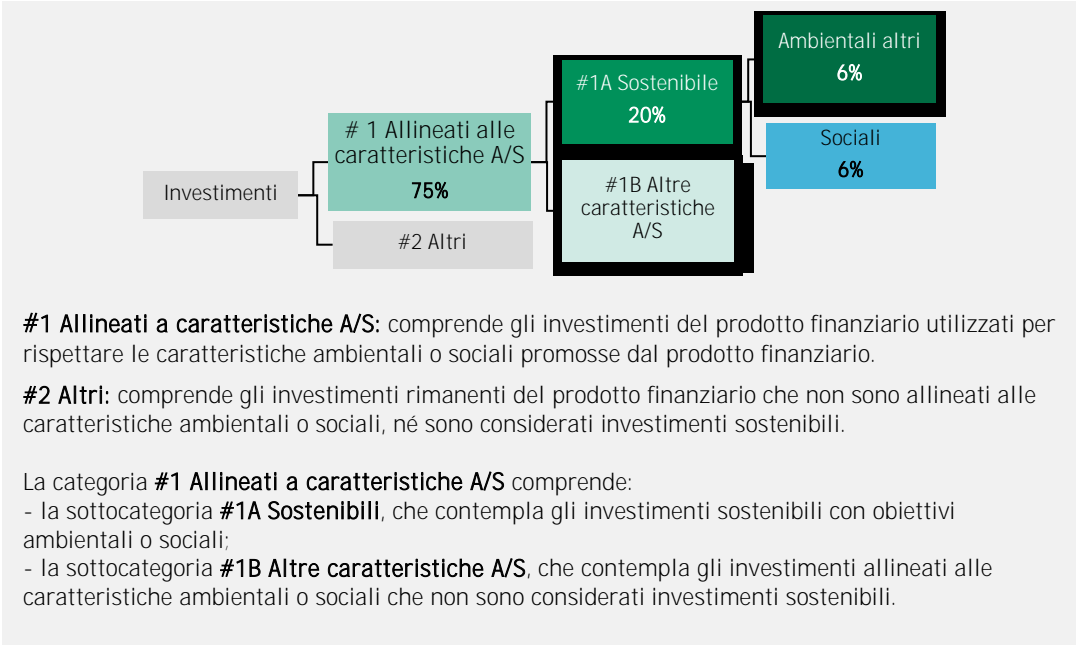 Investimenti
# 1 Allineati alle
caratteristiche A/S
75%
#2 Altri
#1A Sostenibile
20%
#1B Altre
caratteristiche
A/S
Ambientali altri
6%
Sociali
6%
#1 Allineati a caratteristiche A/S: comprende gli investimenti del prodotto finanziario utilizzati per
rispettare le caratteristiche ambientali o sociali promosse dal prodotto finanziario.
#2 Altri: comprende gli investimenti rimanenti del prodotto finanziario che non sono allineati alle
caratteristiche ambientali o sociali, né sono considerati investimenti sostenibili.
La categoria #1 Allineati a caratteristiche A/S comprende:
- la sottocategoria #1A Sostenibili, che contempla gli investimenti sostenibili con obiettivi
ambientali o sociali;
- la sottocategoria #1B Altre caratteristiche A/S, che contempla gli investimenti allineati alle
caratteristiche ambientali o sociali che non sono considerati investimenti sostenibili.